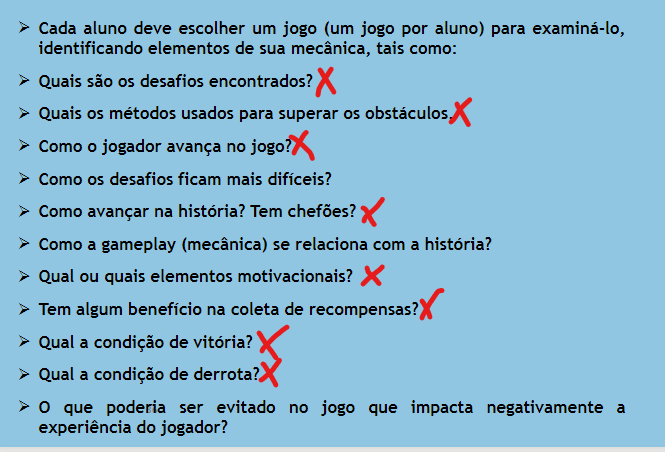 Cada aluno deve escolher um jogo (um jogo por aluno) para examiná-lo,
identificando elementos de sua mecânica, tais como:
Quais são os desafios encontrados?
Quais os métodos usados para superar os obstáculos.
Como o jogador avança no jogo?
Como os desafios ficam mais difíceis?
Como avançar na história? Tem chefões?
Como a gameplay (mecânica) se relaciona com a história?
Qual ou quais elementos motivacionais?
Tem algum benefício na coleta de recompensas?
Qual a condição de vitória?
Qual a condição de derrota?
O que poderia ser evitado no jogo que impacta negativamente a
experiência do jogador?